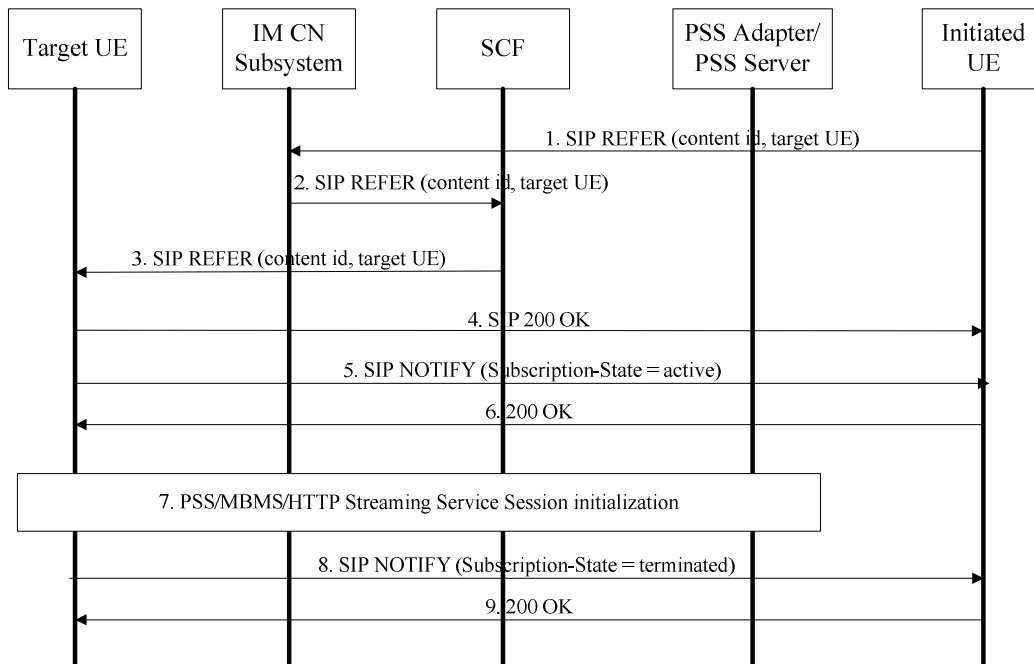 Target UE
IM CN
Subsystem
SCF
PSS Adapter/
PSS Server
Initiated
UE
1. SIP REFER (content id, target UE)
2. SIP REFER (content id, target UE)
3. SIP REFER (content id, target UE)
4. SIP 200 OK
5. SIP NOTIFY (Subscription-State = active)
6. 200 OK
7. PSS/MBMS/HTTP Streaming Service Session initialization
8. SIP NOTIFY (Subscription-State = terminated)
9. 200 OK